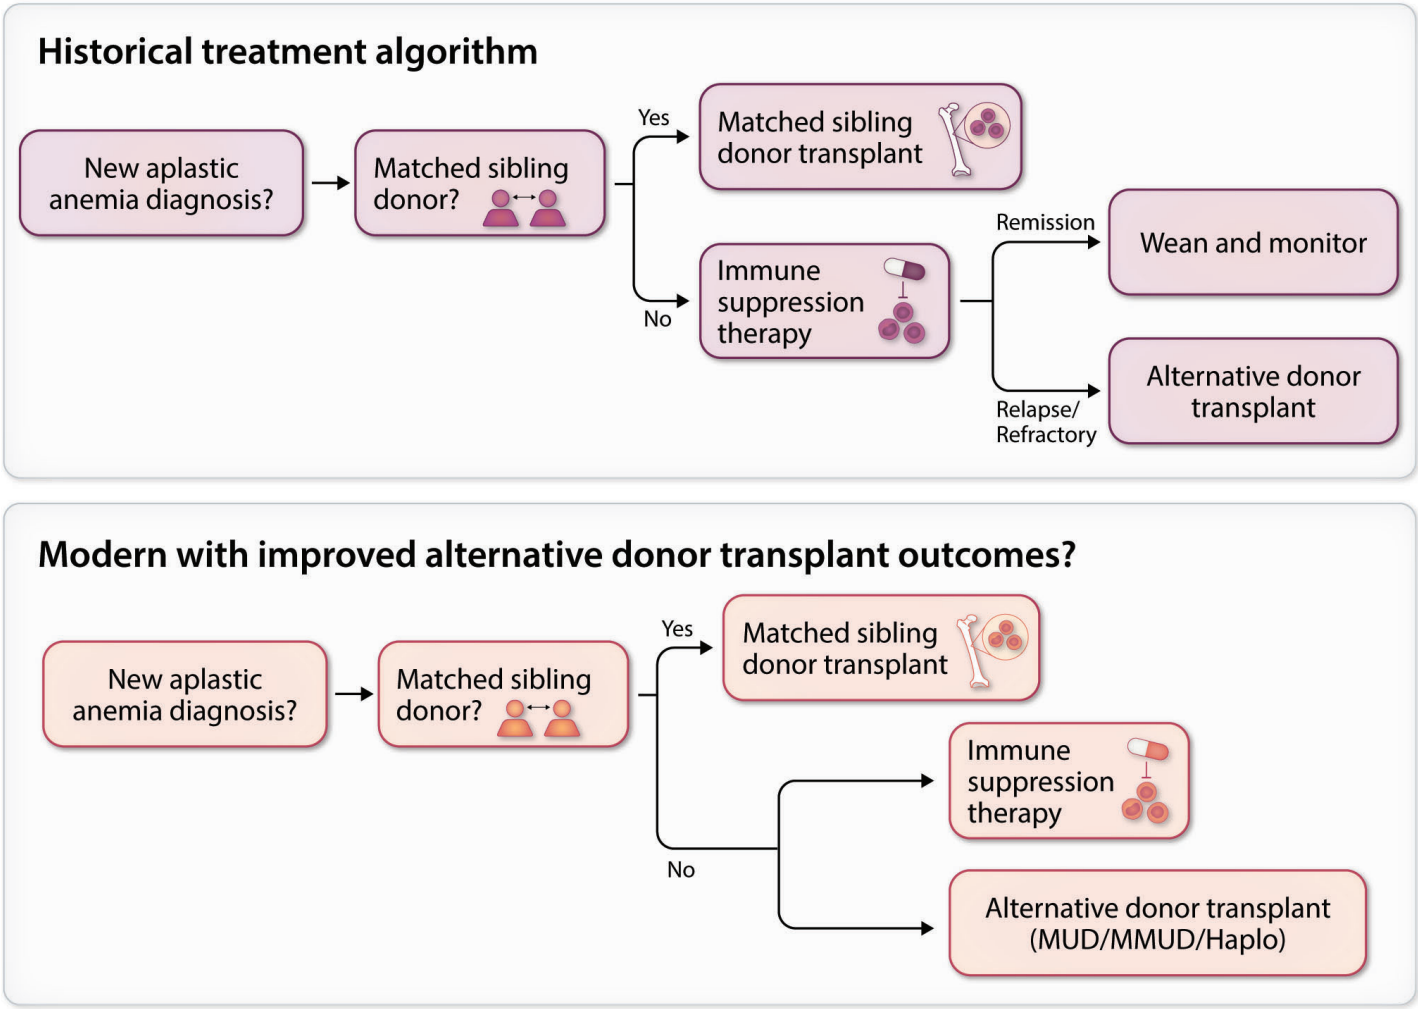 Historical treatment algorithm
New aplastic
anemia diagnosis?
Matched sibling
donor?
Yes
Matched sibling
donor transplant
No
Immune
suppression
therapy
Remission
Wean and monitor
Relapse/
Refractory
Alternative donor
transplant
Modern with improved alternative donor transplant outcomes?
New aplastic
anemia diagnosis?
Matched sibling
donor?
Yes
Matched sibling
donor transplant
No
Immune
suppression
therapy
Alternative donor transplant
(MUD/MMUD/Haplo)